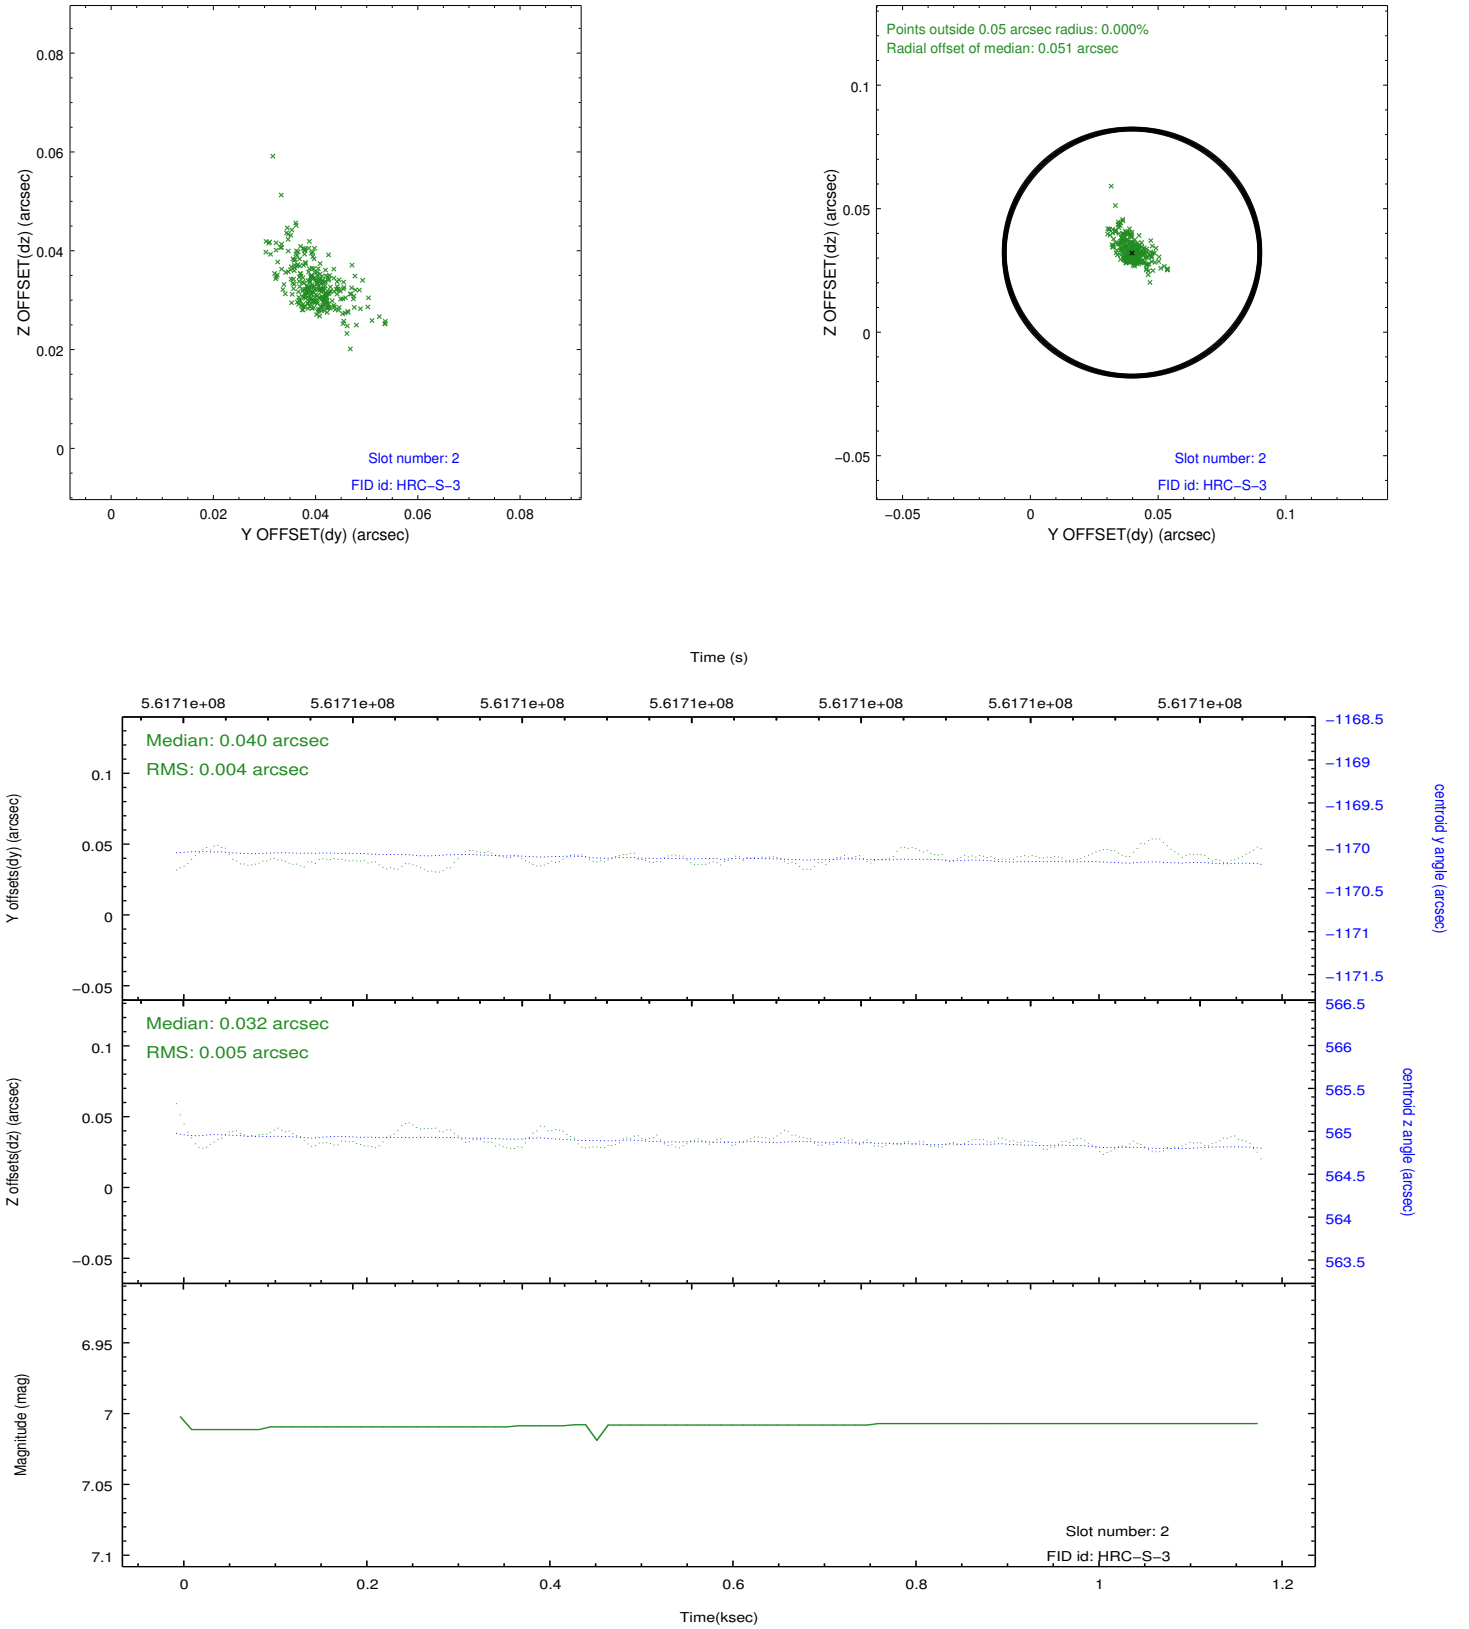 0.08
0.06
0.04
0.02
0
Z OFFSET(dz) (arcsec)
Slot number: 2
FID id: HRC−S−3
0 0.02 0.04 0.06 0.08
Y OFFSET(dy) (arcsec)
Points outside 0.05 arcsec radius: 0.000%
Radial offset of median: 0.051 arcsec
0.1
0.05
0
−0.05
Z OFFSET(dz) (arcsec)
Slot number: 2
FID id: HRC−S−3
−0.05 0 0.05 0.1
Y OFFSET(dy) (arcsec)
Time (s)
5.6171e+08 5.6171e+08 5.6171e+08 5.6171e+08 5.6171e+08 5.6171e+08 5.6171e+08
Median: 0.040 arcsec
RMS: 0.004 arcsec
0.1
0.05
0
−0.05
Y offsets(dy) (arcsec)
−1168.5
−1169
−1169.5
−1170
−1170.5
−1171
−1171.5
centroid y angle (arcsec)
Median: 0.032 arcsec
RMS: 0.005 arcsec
0.1
0.05
0
−0.05
Z offsets(dz) (arcsec)
566.5
566
565.5
565
564.5
564
563.5
centroid z angle (arcsec)
6.95
7
7.05
7.1
Magnitude (mag)
Slot number: 2
FID id: HRC−S−3
0 0.2 0.4 0.6 0.8 1 1.2
Time(ksec)